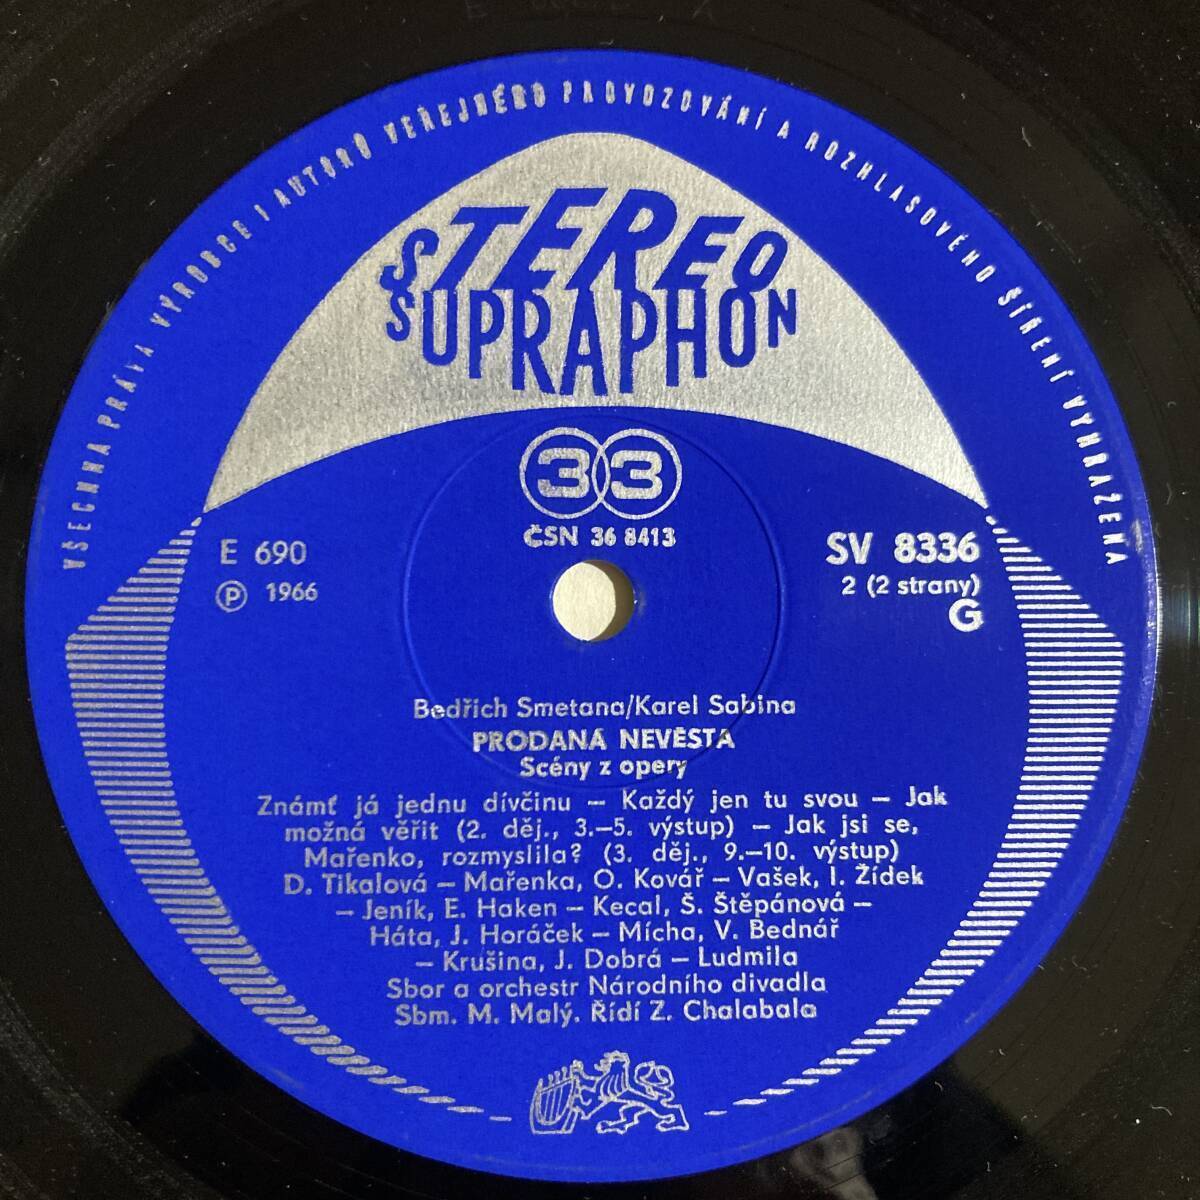 VŠECHNA PRÁVA VÝROBCE I AUTORŮ VEŘEJNÉHO PROVOZOVÁNÍ A ROZHLASOVÉHO ŠÍŘENÍ VYHRAŽENA
STEREO
SUPRAPHON
33
ČSN 36 8413
E 690
Ⓟ 1966
SV 8336
2 (2 strany)
G
Bedřich Smetana/Karel Sabina
PRODANÁ NEVĚSTA
Scény z opery
Známť já jednu dívčinu – Každý jen tu svou – Jak
možná věřit (2. děj., 3.–5. výstup) – Jak jsi se,
Mařenko, rozmyslila? (3. děj., 9.–10. výstup)
D. Tikalová – Mařenka, O. Kovář – Vašek, I. Žídek
– Jeník, E. Haken – Kecal, Š. Štěpánová –
Háta, J. Horáček – Mícha, V. Bednář
– Krušina, J. Dobrá – Ludmila
Sbor a orchestr Národního divadla
Sbm. M. Malý. Řídí Z. Chalabala